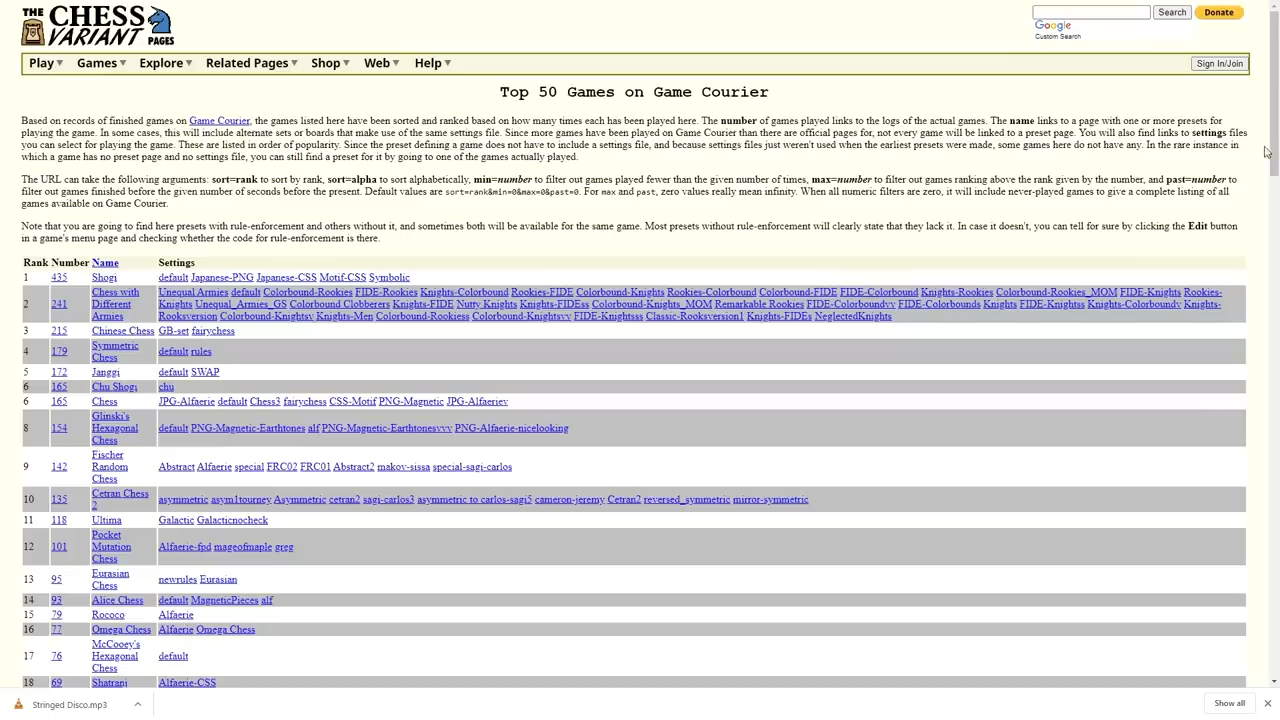 THE
CHESS
VARIANT
PAGES
Search Donate
Google
Custom Search
Play▼ Games▼ Explore▼ Related Pages▼ Shop▼ Web▼ Help▼ Sign In/Join
Top 50 Games on Game Courier
Based on records of finished games on Game Courier, the games listed here have been sorted and ranked based on how many times each has been played here. The number of games played links to the logs of the actual games. The name links to a page with one or more presets for
playing the game. In some cases, this will include alternate sets or boards that make use of the same settings file. Since more games have been played on Game Courier than there are official pages for, not every game will be linked to a preset page. You will also find links to settings files
you can select for playing the game. These are listed in order of popularity. Since the preset defining a game does not have to include a settings file, and because settings files just weren't used when the earliest presets were made, some games here do not have any. In the rare instance in
which a game has no preset page and no settings file, you can still find a preset for it by going to one of the games actually played.
The URL can take the following arguments: sort=rank to sort by rank, sort=alpha to sort alphabetically, min=number to filter out games played fewer than the given number of times, max=number to filter out games ranking above the rank given by the number, and past=number to
filter out games finished before the given number of seconds before the present. Default values are sort=rank&min=0&max=0&past=0. For max and past, zero values really mean infinity. When all numeric filters are zero, it will include never-played games to give a complete listing of all
games available on Game Courier.
Note that you are going to find here presets with rule-enforcement and others without it, and sometimes both will be available for the same game. Most presets without rule-enforcement will clearly state that they lack it. In case it doesn't, you can tell for sure by clicking the Edit button
in a game's menu page and checking whether the code for rule-enforcement is there.
Rank Number Name Settings
1 435 Shogi default Japanese-PNG Japanese-CSS Motif-CSS Symbolic
2 241 Chess with Different Armies Unequal Armies default Colorbound-Rookies FIDE-Rookies Knights-Colorbound Rookies-FIDE Colorbound-Knights Rookies-Colorbound Colorbound-FIDE FIDE-Colorbound Knights-Rookies Colorbound-Rookies_MOM FIDE-Knights Rookies-
Knights Unequal_Armies_GS Colorbound Clobberers Knights-FIDE Nutty Knights Knights-FIDEss Colorbound-Knights_MOM Remarkable Rookies FIDE-Colorboundvv FIDE-Colorbounds Knights FIDE-Knightss Knights-Colorboundv Knights-
Rooksversion Colorbound-Knightsv Knights-Men Colorbound-Rookiess Colorbound-Knightsvv FIDE-Knightsss Classic-Rooksversion1 Knights-FIDEs NeglectedKnights
3 215 Chinese Chess GB-set fairychess
4 179 Symmetric Chess default rules
5 172 Janggi default SWAP
6 165 Chu Shogi chu
6 165 Chess JPG-Alfaerie default Chess3 fairychess CSS-Motif PNG-Magnetic JPG-Alfaeriev
8 154 Glinski's Hexagonal Chess default PNG-Magnetic-Earthtones alf PNG-Magnetic-Earthtonesvvv PNG-Alfaerie-nicelooking
9 142 Fischer Random Chess Abstract Alfaerie special FRC02 FRC01 Abstract2 makov-sissa special-sagi-carlos
10 135 Cetran Chess 2 asymmetric asym1tourney Asymmetric cetran2 sagi-carlos3 asymmetric to carlos-sagi5 cameron-jeremy Cetran2 reversed_symmetric mirror-symmetric
11 118 Ultima Galactic Galacticnocheck
12 101 Pocket Mutation Chess Alfaerie-fpd mageofmaple greg
13 95 Eurasian Chess newrules Eurasian
14 93 Alice Chess default MagneticPieces alf
15 79 Rococo Alfaerie
16 77 Omega Chess Alfaerie Omega Chess
17 76 McCooey's Hexagonal Chess default
18 69 Shatranj Alfaerie-CSS
Stringed Disco.mp3 Show all